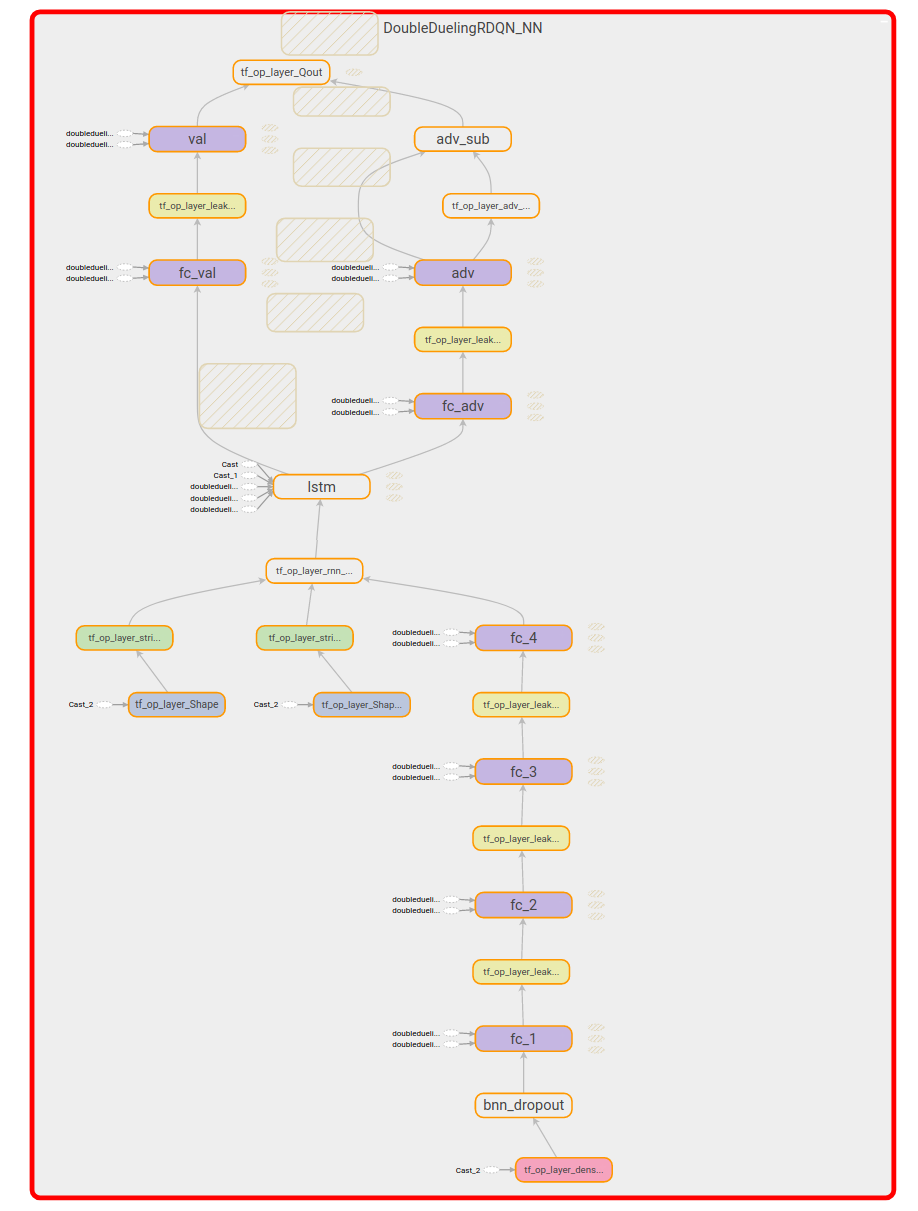 DoubleDuelingRDQN_NN
tf_op_layer_Qout
doubledueli...
doubledueli...
val
adv_sub
tf_op_layer_leak...
tf_op_layer_adv_...
doubledueli...
doubledueli...
fc_val
doubledueli...
doubledueli...
adv
tf_op_layer_leak...
doubledueli...
doubledueli...
fc_adv
Cast
Cast_1
doubledueli...
doubledueli...
doubledueli...
lstm
tf_op_layer_rnn_...
tf_op_layer_stri...
tf_op_layer_stri...
doubledueli...
doubledueli...
fc_4
Cast_2
tf_op_layer_Shape
Cast_2
tf_op_layer_Shap...
tf_op_layer_leak...
doubledueli...
doubledueli...
fc_3
tf_op_layer_leak...
doubledueli...
doubledueli...
fc_2
tf_op_layer_leak...
doubledueli...
doubledueli...
fc_1
bnn_dropout
Cast_2
tf_op_layer_dens...